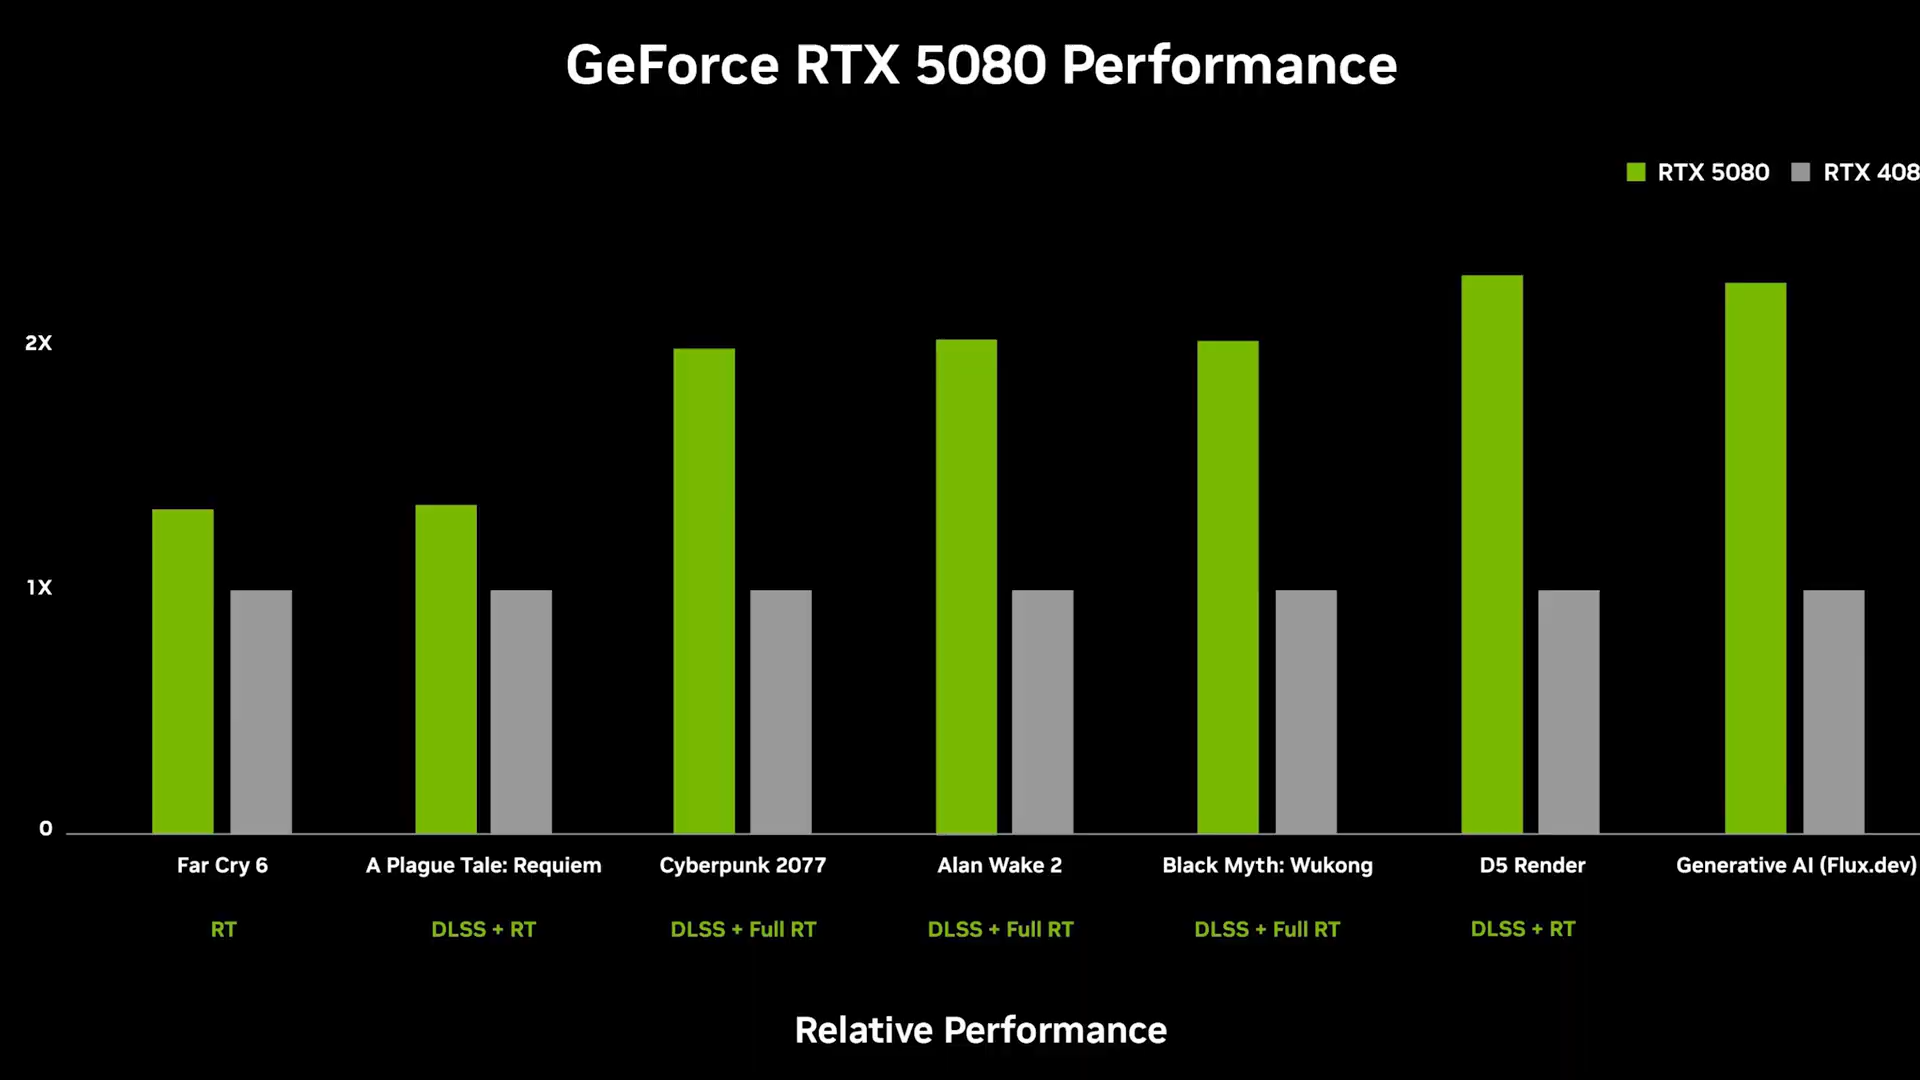 GeForce RTX 5080 Performance
RTX 5080 RTX 408
2X
1X
0
Far Cry 6 A Plague Tale: Requiem Cyberpunk 2077 Alan Wake 2 Black Myth: Wukong D5 Render Generative AI (Flux.dev)
RT DLSS + RT DLSS + Full RT DLSS + Full RT DLSS + Full RT DLSS + RT
Relative Performance